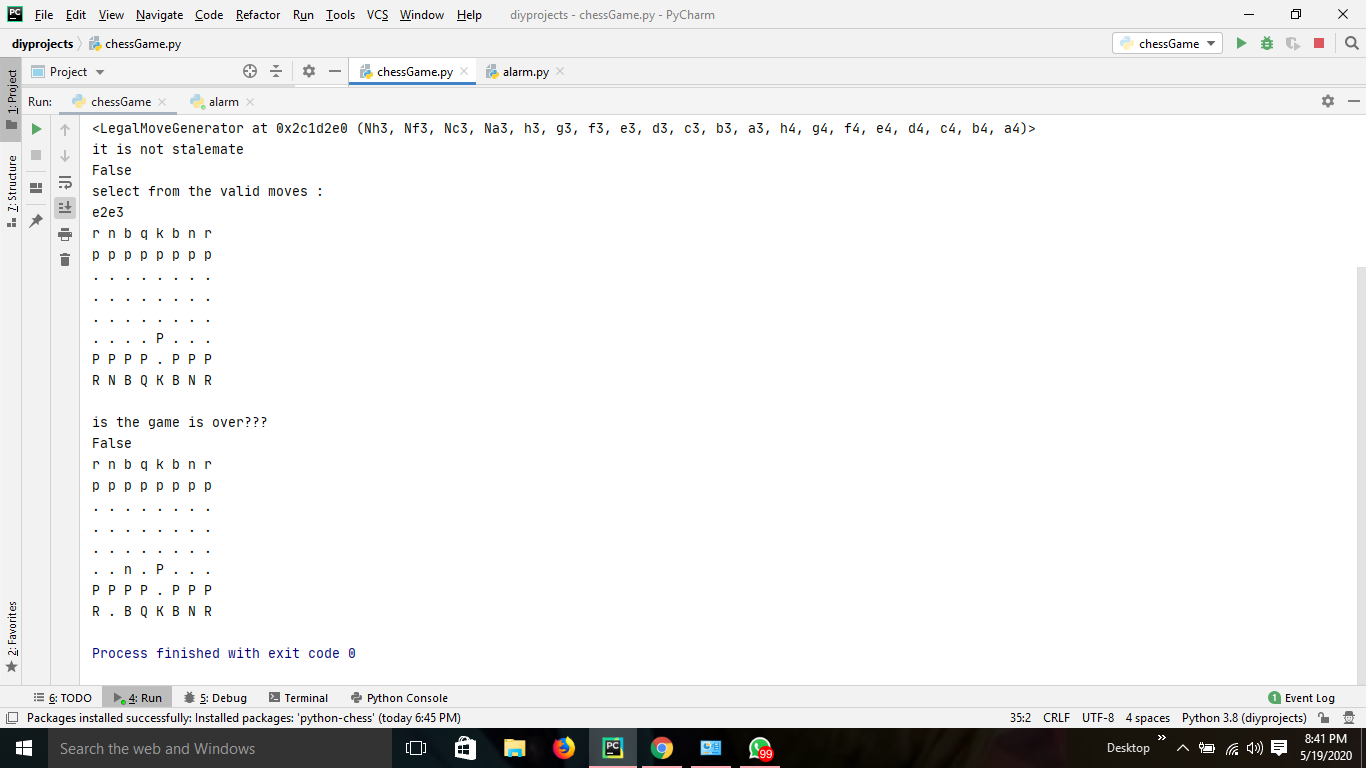 File Edit View Navigate Code Refactor Run Tools VCS Window Help diyprojects - chessGame.py - PyCharm
diyprojects chessGame.py chessGame
1: Project
Project chessGame.py alarm.py
Run: chessGame alarm
7: Structure
<LegalMoveGenerator at 0x2c1d2e0 (Nh3, Nf3, Nc3, Na3, h3, g3, f3, e3, d3, c3, b3, a3, h4, g4, f4, e4, d4, c4, b4, a4)>
it is not stalemate
False
select from the valid moves :
e2e3
r n b q k b n r
p p p p p p p p
. . . . . . . .
. . . . . . . .
. . . . . . . .
. . . . P . . .
P P P P . P P P
R N B Q K B N R
is the game is over???
False
r n b q k b n r
p p p p p p p p
. . . . . . . .
. . . . . . . .
. . . . . . . .
. . n . P . . .
P P P P . P P P
R . B Q K B N R
Process finished with exit code 0
2: Favorites
6: TODO 4: Run 5: Debug Terminal Python Console 1 Event Log
Packages installed successfully: Installed packages: 'python-chess' (today 6:45 PM) 35:2 CRLF UTF-8 4 spaces Python 3.8 (diyprojects)
Search the web and Windows 99 Desktop 8:41 PM
5/19/2020